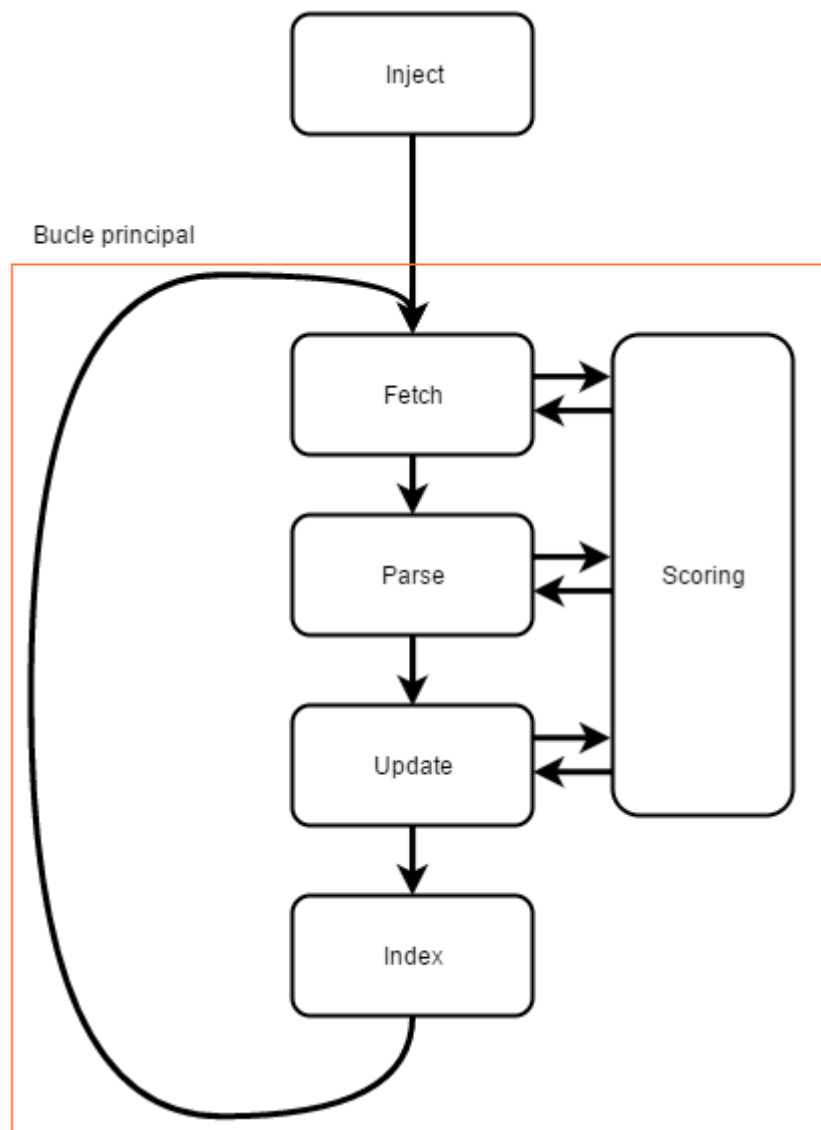 Inject
Bucle principal
Fetch
Parse
Scoring
Update
Index